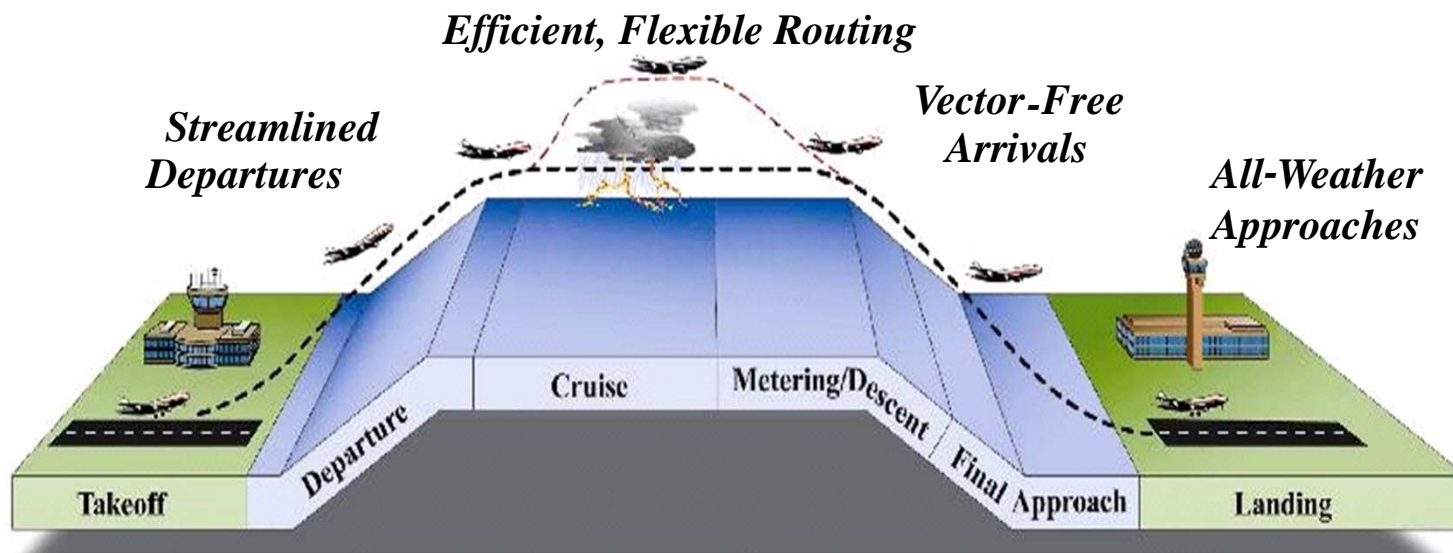 Efficient, Flexible Routing
Streamlined
Departures
Vector-Free
Arrivals
All-Weather
Approaches
Takeoff
Departure
Cruise
Metering/Descent
Final Approach
Landing